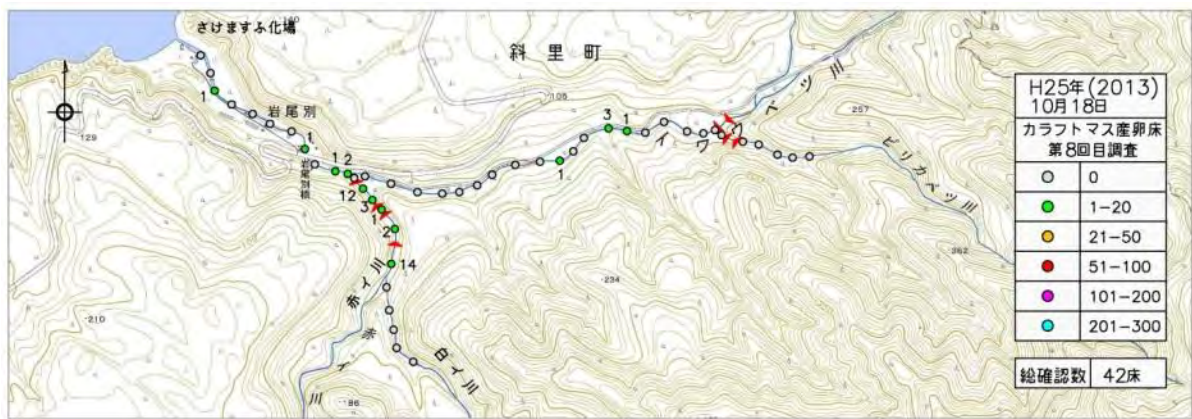 さけますふ化場
斜里町
岩尾別
岩尾別橋
イワウベツ川
ピリカベツ川
赤イ川
赤イ川
白イ川
1
1
1 2
12
3
1
2
14
1
3 1
129
105
257
262
234
210
186
H25年(2013)
10月18日
カラフトマス産卵床
第8回目調査
0
1-20
21-50
51-100
101-200
201-300
総確認数 42床